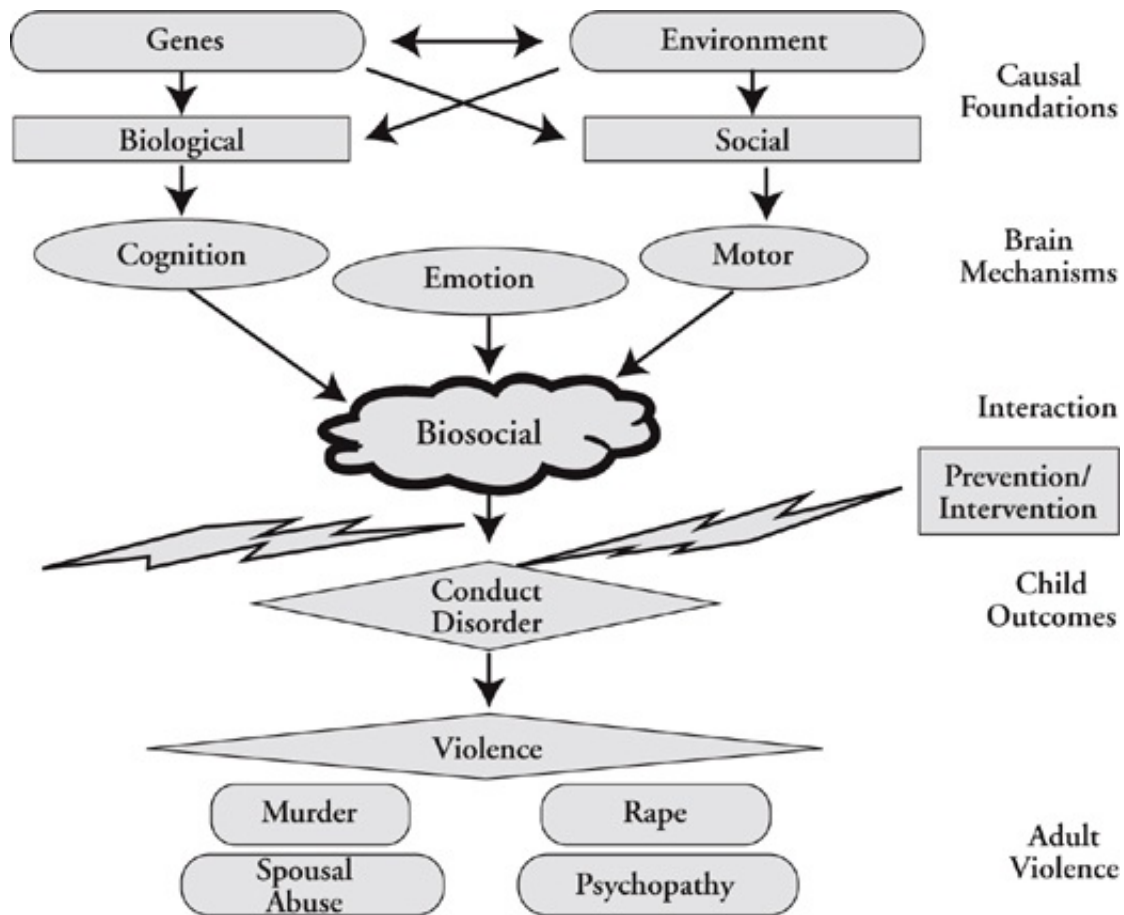 Genes
Environment
Causal
Foundations
Biological
Social
Cognition
Emotion
Motor
Brain
Mechanisms
Biosocial
Interaction
Prevention/
Intervention
Conduct
Disorder
Child
Outcomes
Violence
Murder
Rape
Spousal
Abuse
Psychopathy
Adult
Violence